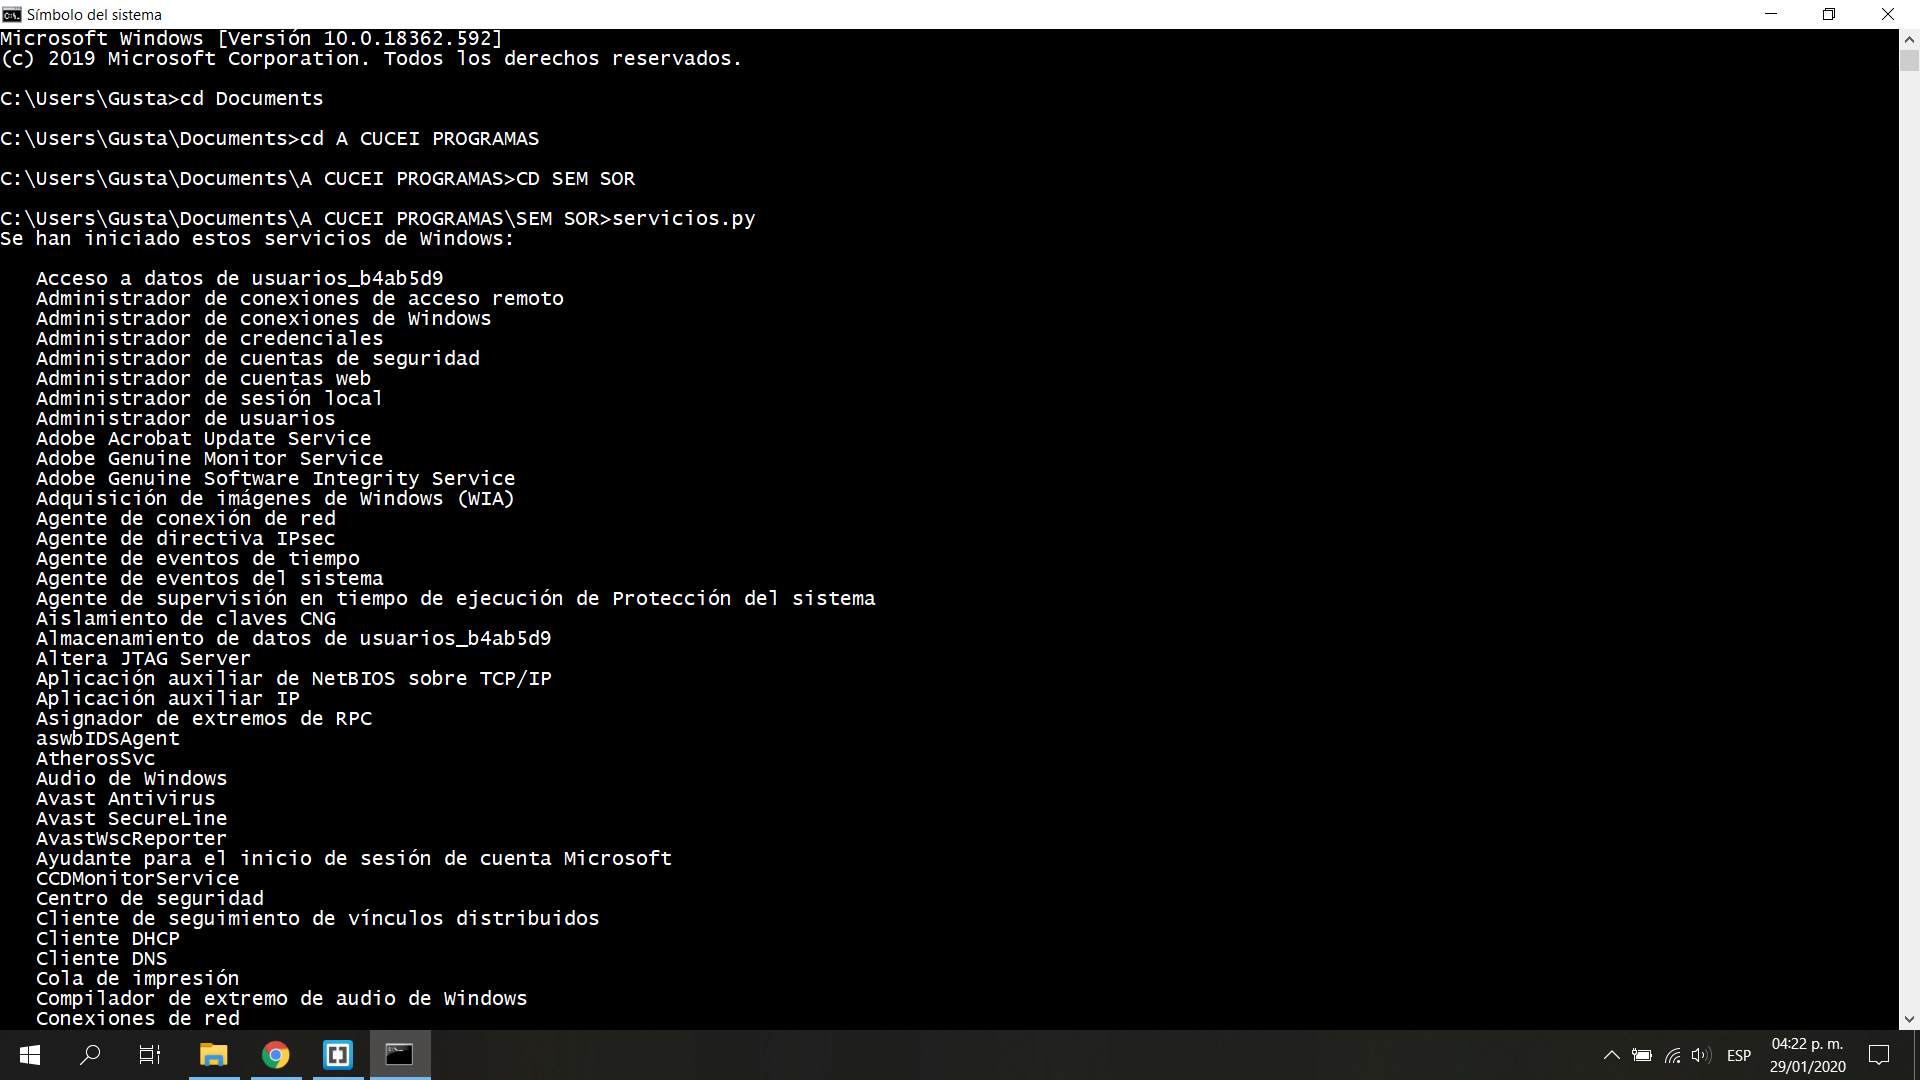 Símbolo del sistema
Microsoft Windows [Versión 10.0.18362.592]
(c) 2019 Microsoft Corporation. Todos los derechos reservados.
C:\Users\Gusta>cd Documents
C:\Users\Gusta\Documents>cd A CUCEI PROGRAMAS
C:\Users\Gusta\Documents\A CUCEI PROGRAMAS>CD SEM SOR
C:\Users\Gusta\Documents\A CUCEI PROGRAMAS\SEM SOR>servicios.py
Se han iniciado estos servicios de Windows:
Acceso a datos de usuarios_b4ab5d9
Administrador de conexiones de acceso remoto
Administrador de conexiones de Windows
Administrador de credenciales
Administrador de cuentas de seguridad
Administrador de cuentas web
Administrador de sesión local
Administrador de usuarios
Adobe Acrobat Update Service
Adobe Genuine Monitor Service
Adobe Genuine Software Integrity Service
Adquisición de imágenes de Windows (WIA)
Agente de conexión de red
Agente de directiva IPsec
Agente de eventos de tiempo
Agente de eventos del sistema
Agente de supervisión en tiempo de ejecución de Protección del sistema
Aislamiento de claves CNG
Almacenamiento de datos de usuarios_b4ab5d9
Altera JTAG Server
Aplicación auxiliar de NetBIOS sobre TCP/IP
Aplicación auxiliar IP
Asignador de extremos de RPC
aswbIDSAgent
AtherosSvc
Audio de Windows
Avast Antivirus
Avast SecureLine
AvastWscReporter
Ayudante para el inicio de sesión de cuenta Microsoft
CCDMonitorService
Centro de seguridad
Cliente de seguimiento de vínculos distribuidos
Cliente DHCP
Cliente DNS
Cola de impresión
Compilador de extremo de audio de Windows
Conexiones de red
ESP
04:22 p. m.
29/01/2020